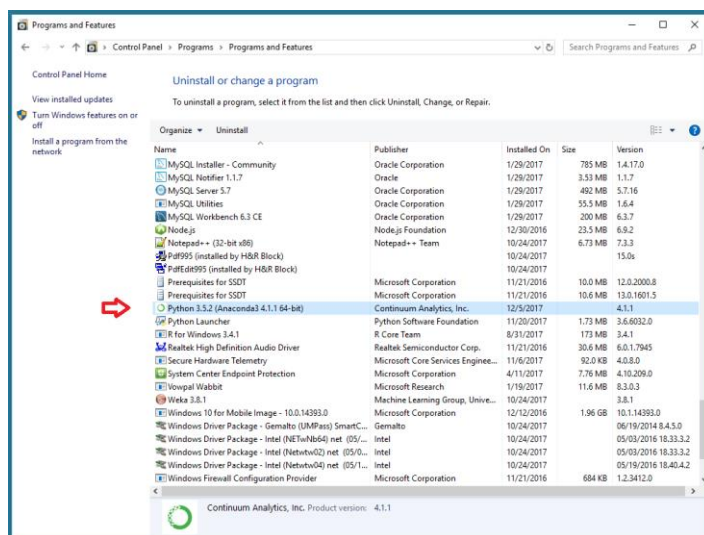 Programs and Features
Control Panel > Programs > Programs and Features
Search Programs and Features
Control Panel Home
View installed updates
Turn Windows features on or off
Install a program from the network
Uninstall or change a program
To uninstall a program, select it from the list and then click Uninstall, Change, or Repair.
Organize Uninstall
Name Publisher Installed On Size Version
MySQL Installer - Community Oracle Corporation 1/29/2017 785 MB 1.4.17.0
MySQL Notifier 1.1.7 Oracle 1/29/2017 3.53 MB 1.1.7
MySQL Server 5.7 Oracle Corporation 1/29/2017 492 MB 5.7.16
MySQL Utilities Oracle Corporation 1/29/2017 55.5 MB 1.6.4
MySQL Workbench 6.3 CE Oracle Corporation 1/29/2017 200 MB 6.3.7
Node.js Node.js Foundation 12/30/2016 23.5 MB 6.9.2
Notepad++ (32-bit x86) Notepad++ Team 10/24/2017 6.73 MB 7.3.3
Pdf995 (installed by H&R Block) 10/24/2017 15.0s
PdfEdit995 (installed by H&R Block) 10/24/2017
Prerequisites for SSDT Microsoft Corporation 11/21/2016 10.0 MB 12.0.2000.8
Prerequisites for SSDT Microsoft Corporation 11/21/2016 10.6 MB 13.0.1601.5
Python 3.5.2 (Anaconda3 4.1.1 64-bit) Continuum Analytics, Inc. 12/5/2017 4.1.1
Python Launcher Python Software Foundation 11/20/2017 1.73 MB 3.6.6032.0
R for Windows 3.4.1 R Core Team 8/31/2017 173 MB 3.4.1
Realtek High Definition Audio Driver Realtek Semiconductor Corp. 11/21/2016 30.6 MB 6.0.1.7945
Secure Hardware Telemetry Microsoft Core Services Enginee... 11/6/2017 92.0 KB 4.0.8.0
System Center Endpoint Protection Microsoft Corporation 4/11/2017 7.76 MB 4.10.209.0
Vowpal Wabbit Microsoft Research 1/19/2017 11.6 MB 8.3.0.3
Weka 3.8.1 Machine Learning Group, Unive... 10/24/2017 3.8.1
Windows 10 for Mobile Image - 10.0.14393.0 Microsoft Corporation 12/12/2016 1.96 GB 10.1.14393.0
Windows Driver Package - Gemalto (UMPass) SmartC... Gemalto 10/24/2017 06/19/2014 8.4.5.0
Windows Driver Package - Intel (NETwNb64) net (05/... Intel 10/24/2017 05/03/2016 18.33.3.2
Windows Driver Package - Intel (Netwtw02) net (05/0... Intel 10/24/2017 05/03/2016 18.33.3.2
Windows Driver Package - Intel (Netwtw04) net (05/1... Intel 10/24/2017 05/19/2016 18.40.4.2
Windows Firewall Configuration Provider Microsoft Corporation 11/21/2016 684 KB 1.2.3412.0
Continuum Analytics, Inc. Product version: 4.1.1